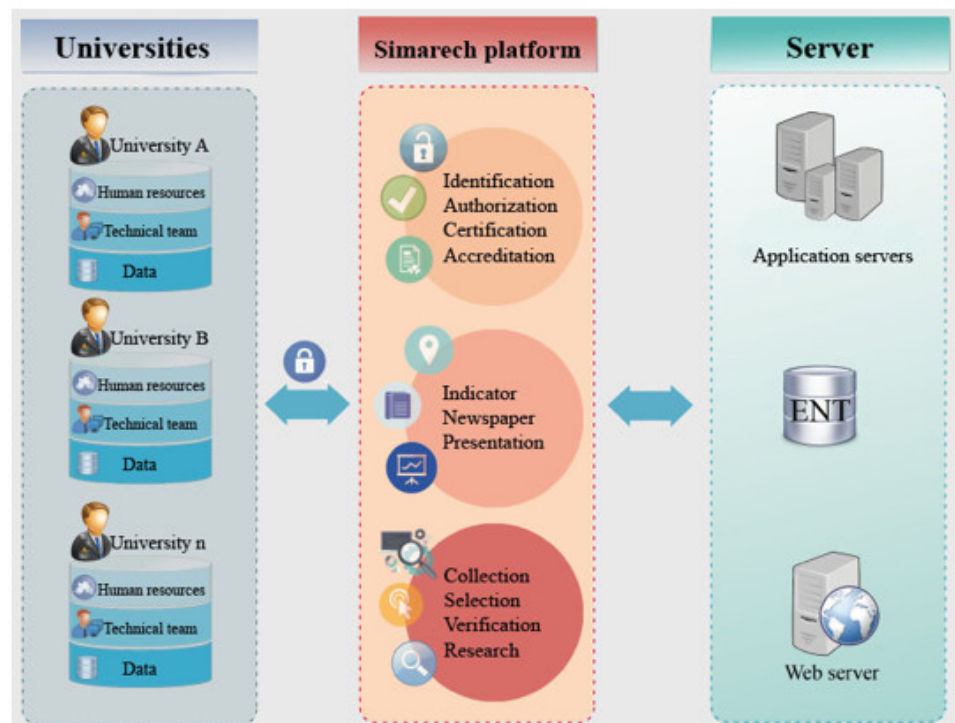 Universities
University A
Human resources
Technical team
Data
University B
Human resources
Technical team
Data
University n
Human resources
Technical team
Data
Simarech platform
Identification
Authorization
Certification
Accreditation
Indicator
Newspaper
Presentation
Collection
Selection
Verification
Research
Server
Application servers
ENT
Web server